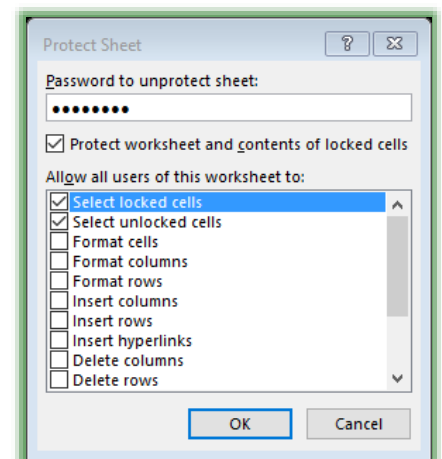 Protect Sheet
Password to unprotect sheet:
••••••••
Protect worksheet and contents of locked cells
Allow all users of this worksheet to:
Select locked cells
Select unlocked cells
Format cells
Format columns
Format rows
Insert columns
Insert rows
Insert hyperlinks
Delete columns
Delete rows
OK Cancel